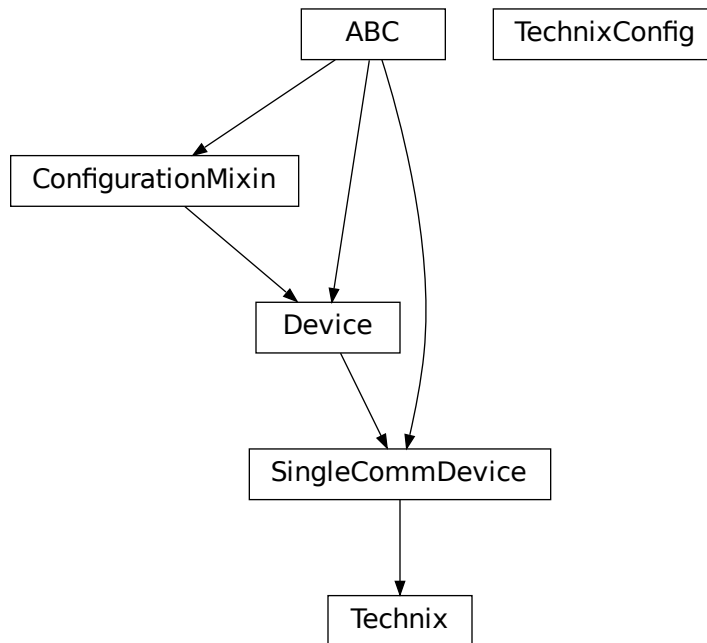 ABC
TechnixConfig
ConfigurationMixin
Device
SingleCommDevice
Technix